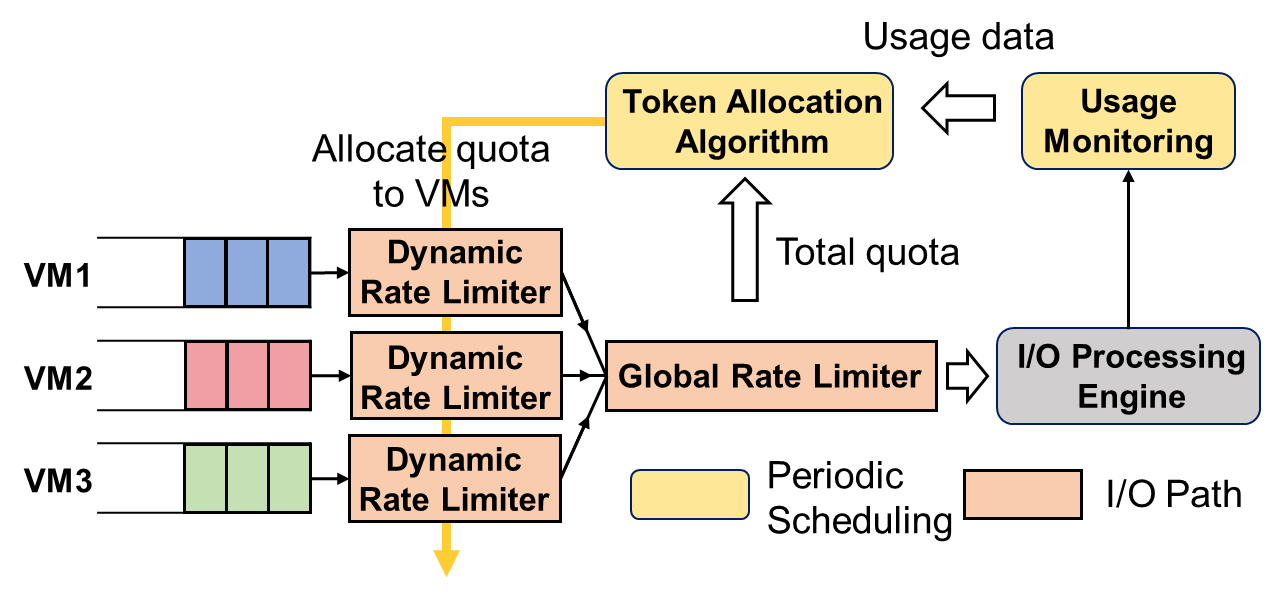 Usage data
Token Allocation
Algorithm
Usage
Monitoring
Allocate quota
to VMs
Total quota
VM1
Dynamic
Rate Limiter
VM2
Dynamic
Rate Limiter
Global Rate Limiter
I/O Processing
Engine
VM3
Dynamic
Rate Limiter
Periodic
Scheduling
I/O Path